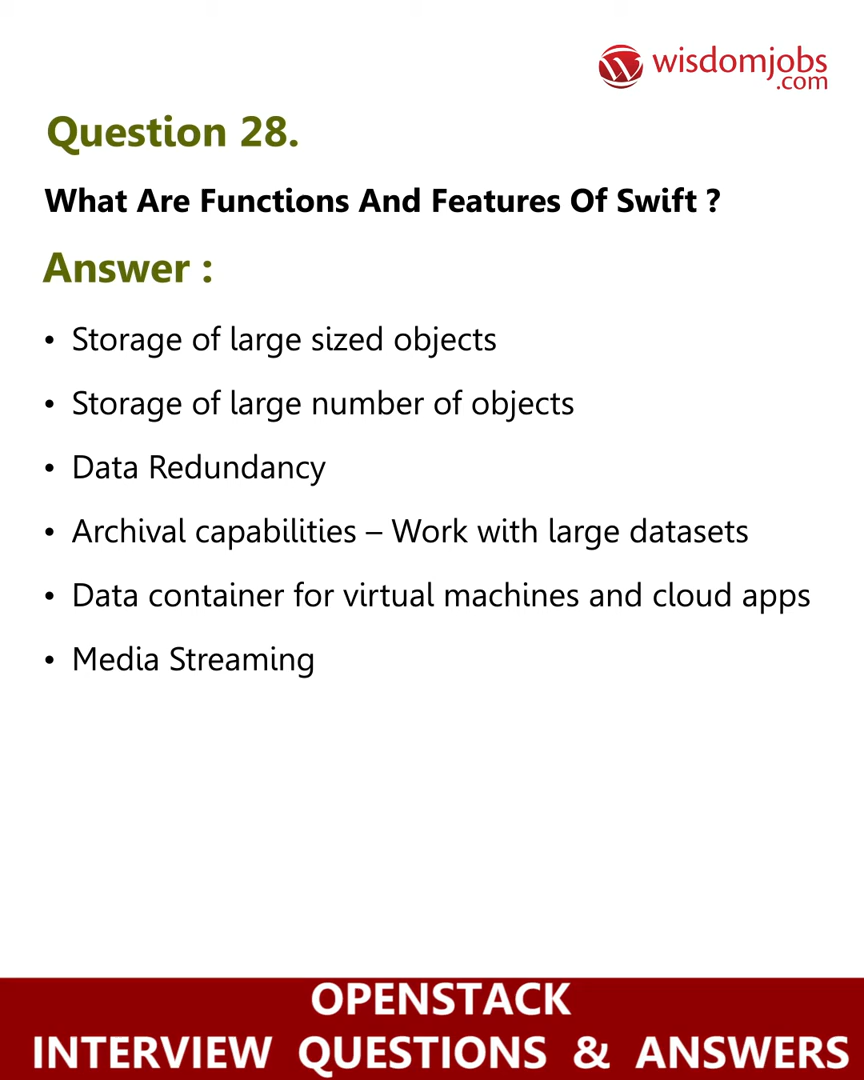 wisdomjobs
.com
Question 28.
What Are Functions And Features Of Swift ?
Answer :
• Storage of large sized objects
• Storage of large number of objects
• Data Redundancy
• Archival capabilities – Work with large datasets
• Data container for virtual machines and cloud apps
• Media Streaming
OPENSTACK
INTERVIEW QUESTIONS & ANSWERS